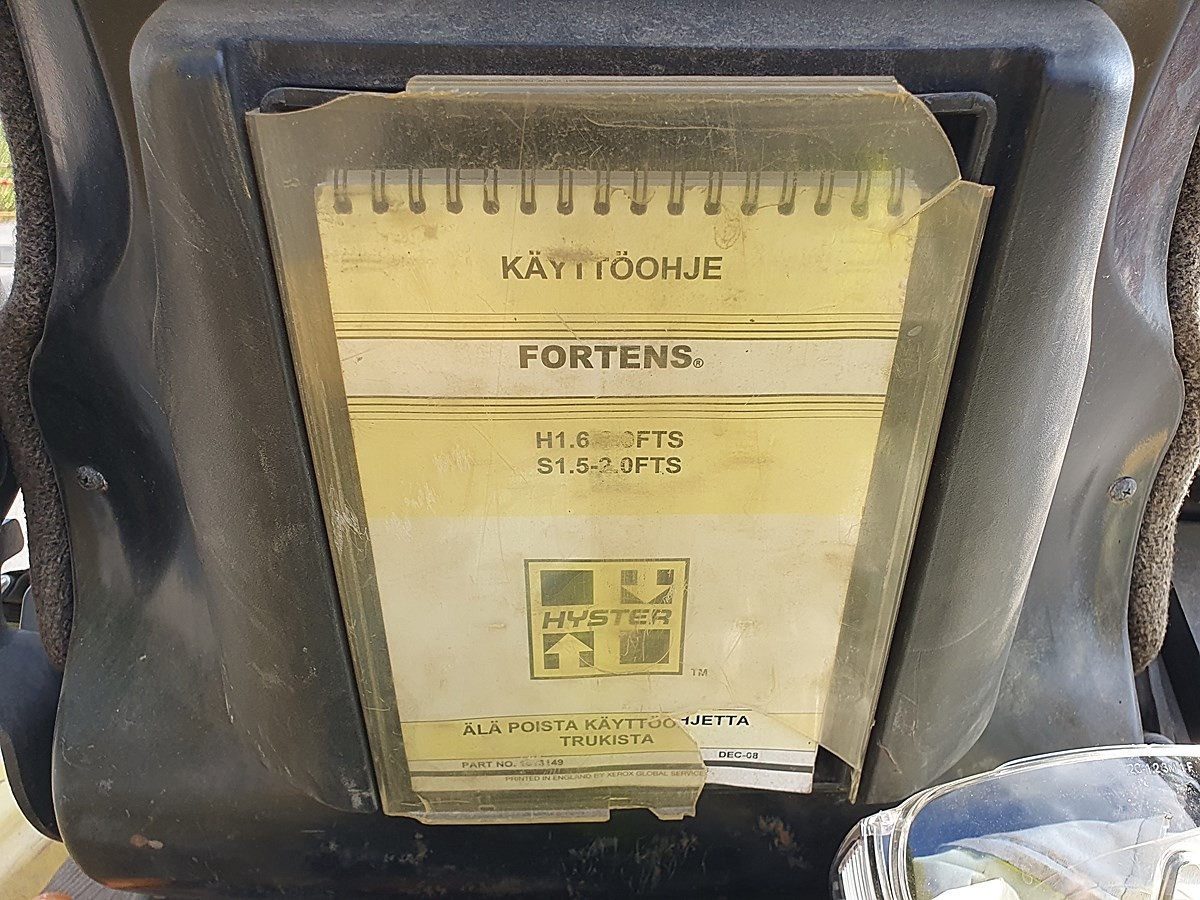 KÄYTTÖOHJE
FORTENS®
FTS
S1.5-2.0FTS
HYSTER
TM
ÄLÄ POISTA KÄYTTÖOHJETTA
TRUKISTA
PART NO.
DEC-08
PRINTED IN ENGLAND BY XEROX GLOBAL SERVICES